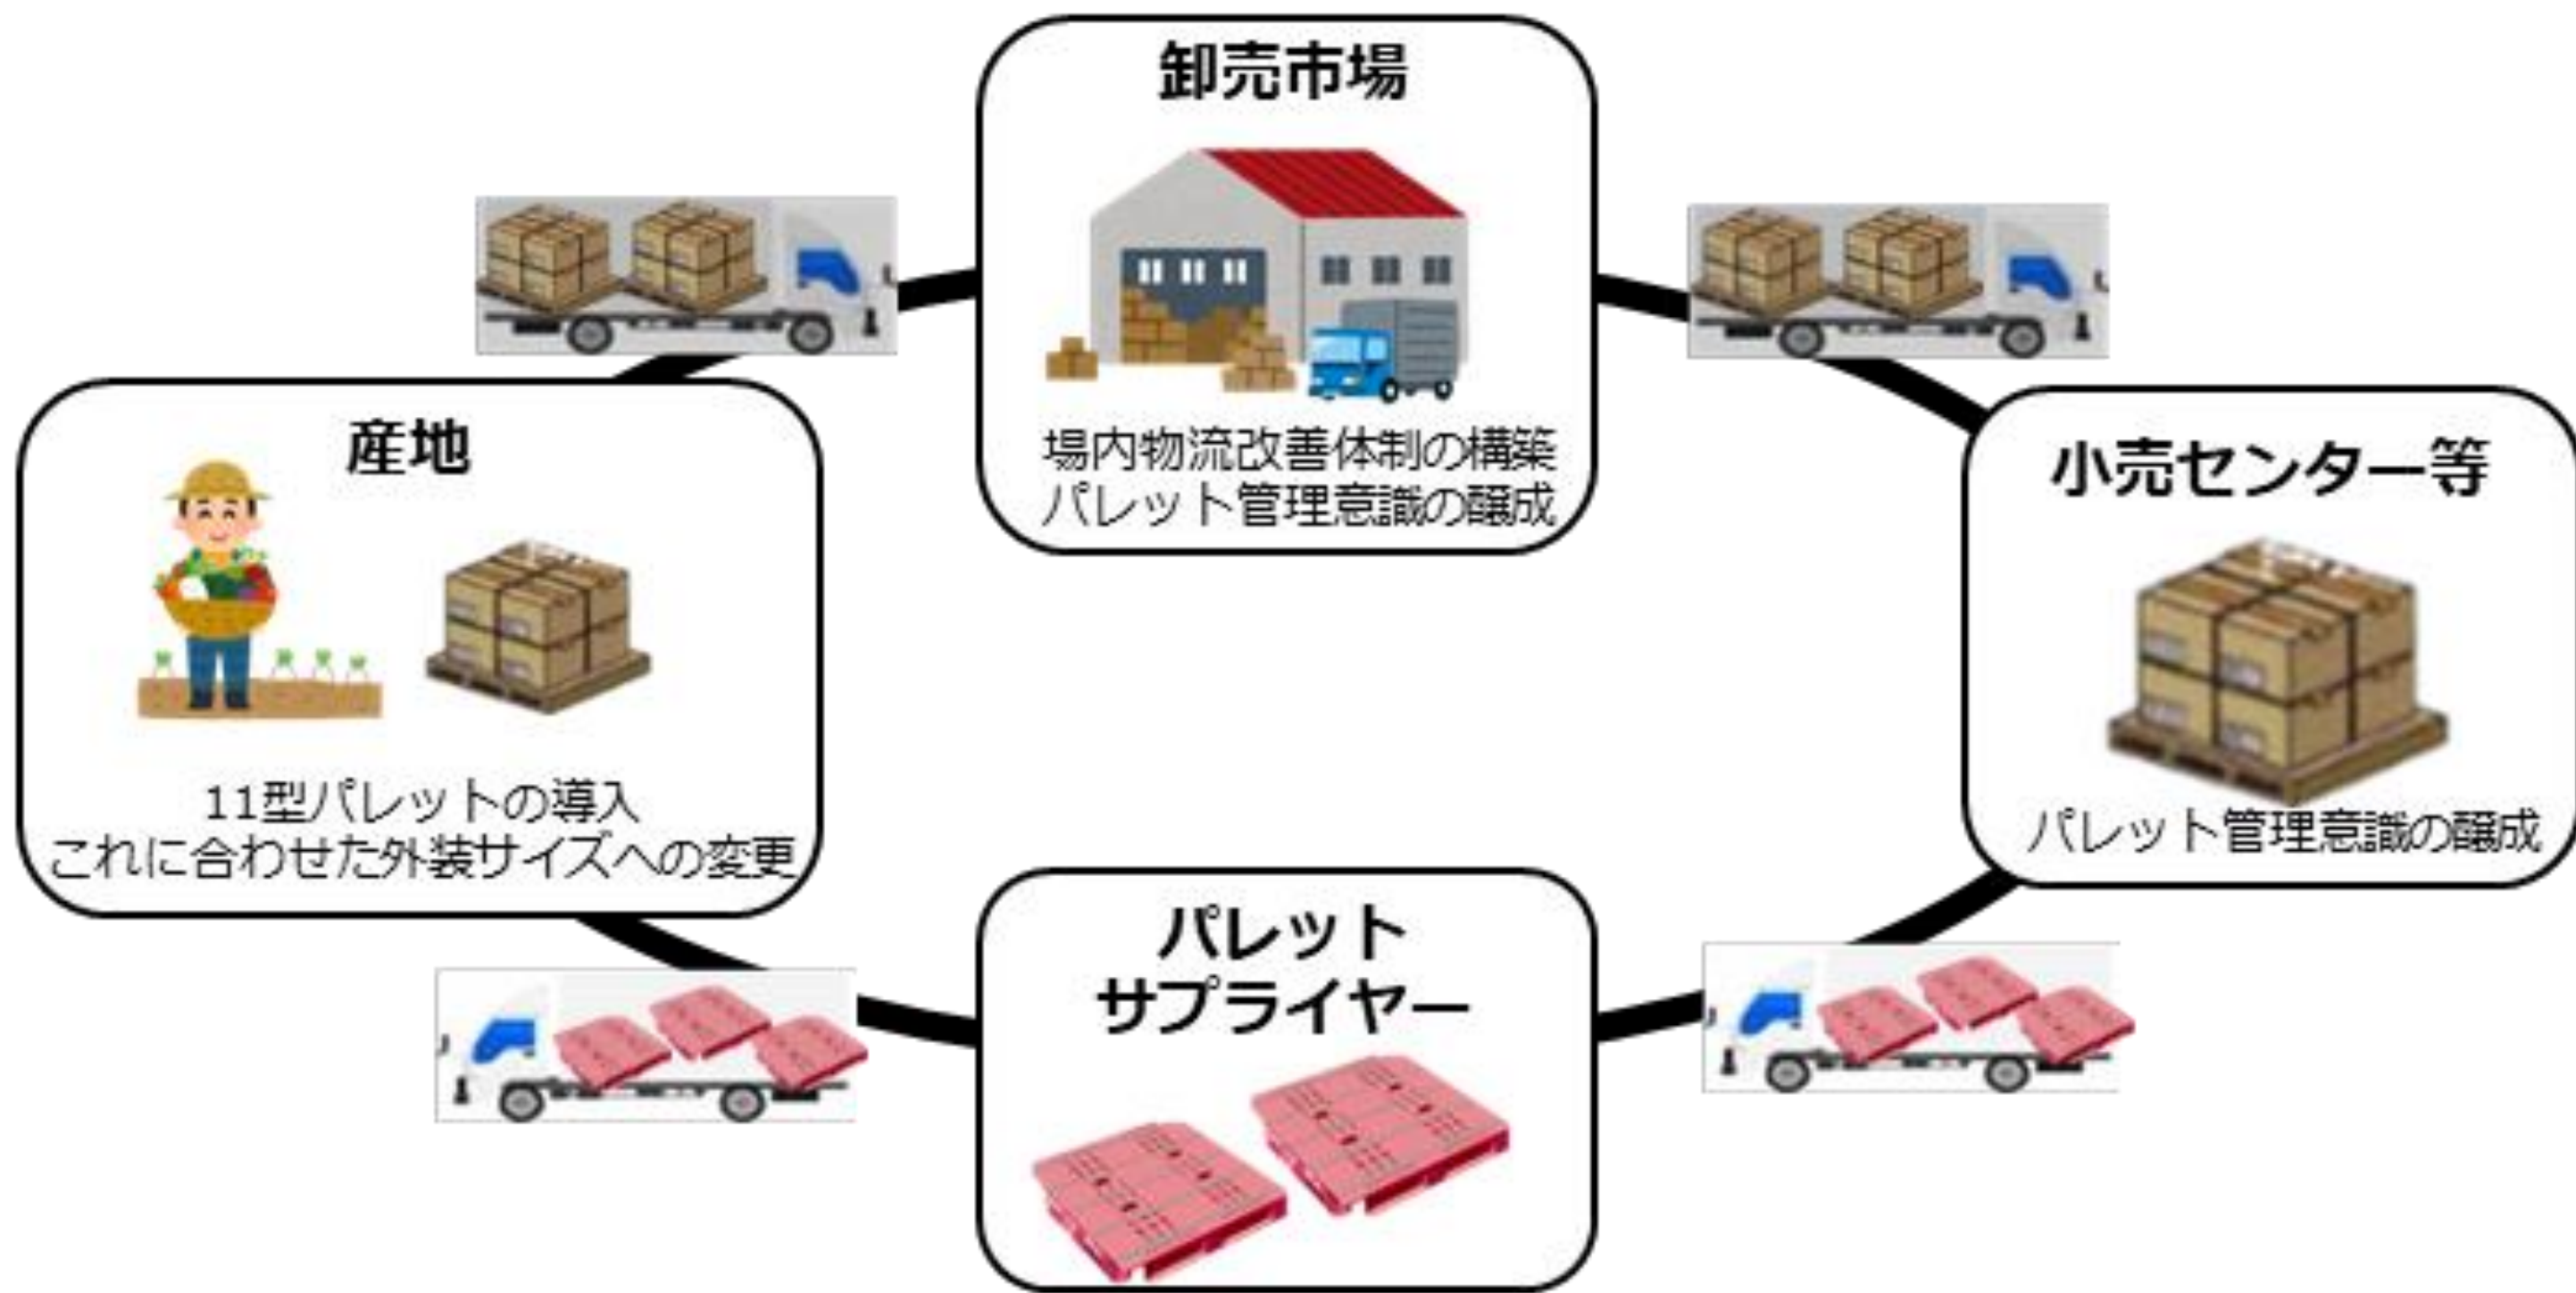 卸売市場
場内物流改善体制の構築
パレット管理意識の醸成
産地
11型パレットの導入
これに合わせた外装サイズへの変更
小売センター等
パレット管理意識の醸成
パレット
サプライヤー